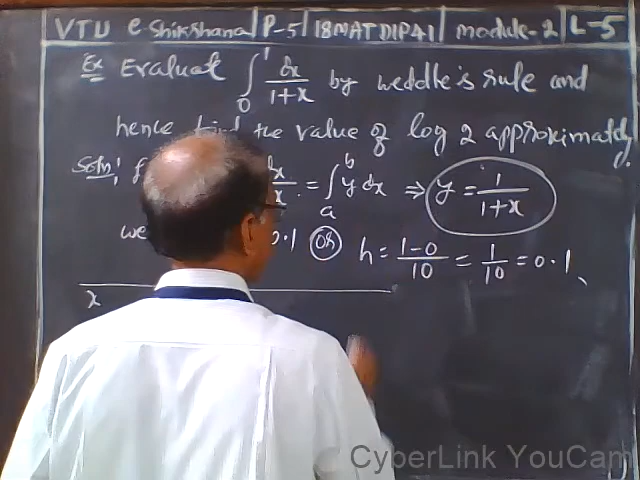 VTU e Shikshana | P-5 | 18MATDIP41 | module-2 | L-5
Ex Evaluat ∫₀¹ dx/1+x by weddle's rule and
hence find the value of log 2 approximately.
Soln: dx = ∫ₐᵇ y dx ⇒ y = 1/1+x
we 0.1 OR h = 1-0/10 = 1/10 = 0.1
x
CyberLink YouCam